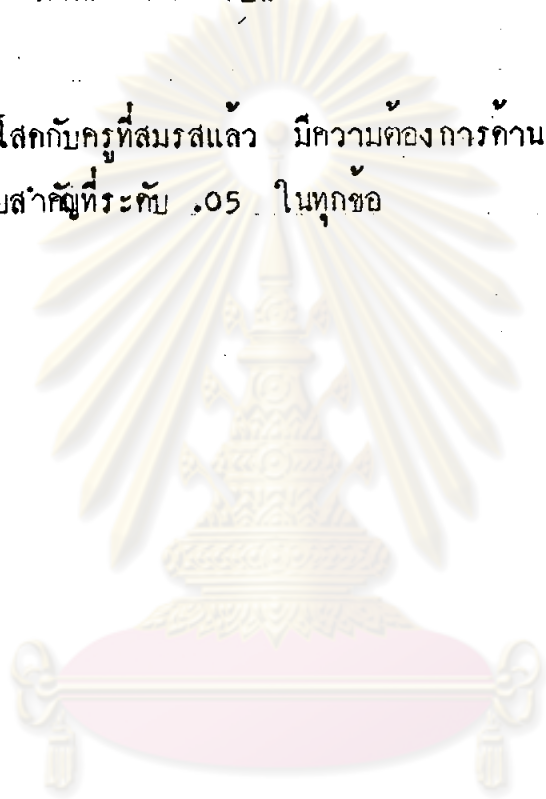 โสดกับครูที่สมรสแล้ว มีความต้องการด้าน
สำคัญที่ระดับ .05 ในทุกข้อ